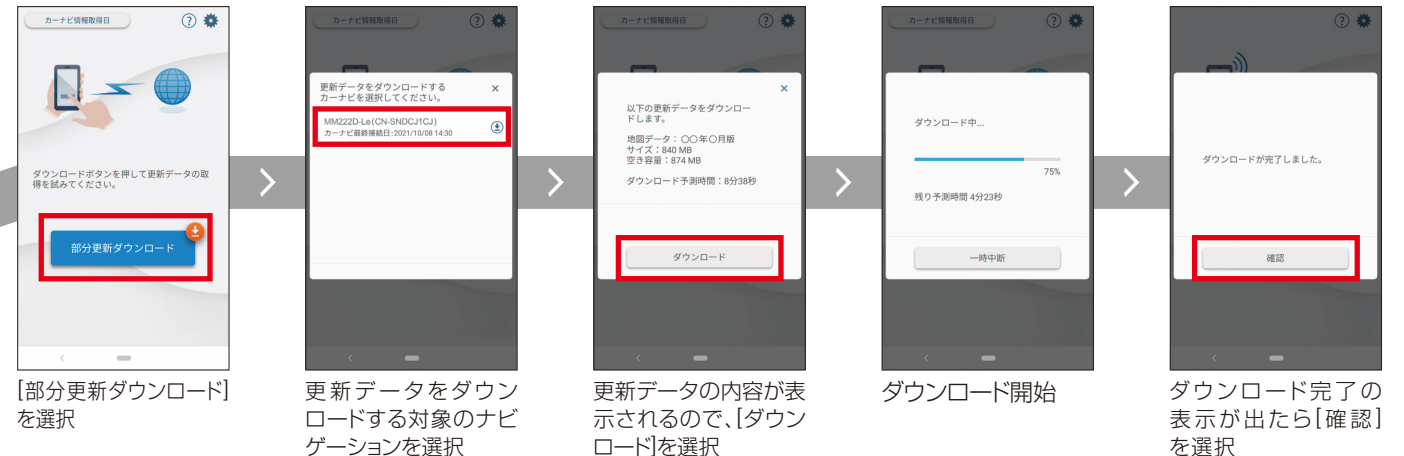 カーナビ情報取得日
?
ダウンロードボタンを押して更新データの取
得を試みてください。
部分更新ダウンロード
[部分更新ダウンロード]
を選択
カーナビ情報取得日
?
更新データをダウンロードする
カーナビを選択してください。
×
MM222D-Le(CN-SNDCJ1CJ)
カーナビ最終接続日:2021/10/08 14:30
更新データをダウン
ロードする対象のナビ
ゲーションを選択
カーナビ情報取得日
?
×
以下の更新データをダウンロー
ドします。
地図データ：〇〇年〇月版
サイズ：840 MB
空き容量：874 MB
ダウンロード予測時間：8分38秒
ダウンロード
更新データの内容が表
示されるので、[ダウン
ロード]を選択
カーナビ情報取得日
?
ダウンロード中...
75%
残り予測時間 4分23秒
一時中断
ダウンロード開始
?
ダウンロードが完了しました。
確認
ダウンロード完了の
表示が出たら[確認]
を選択